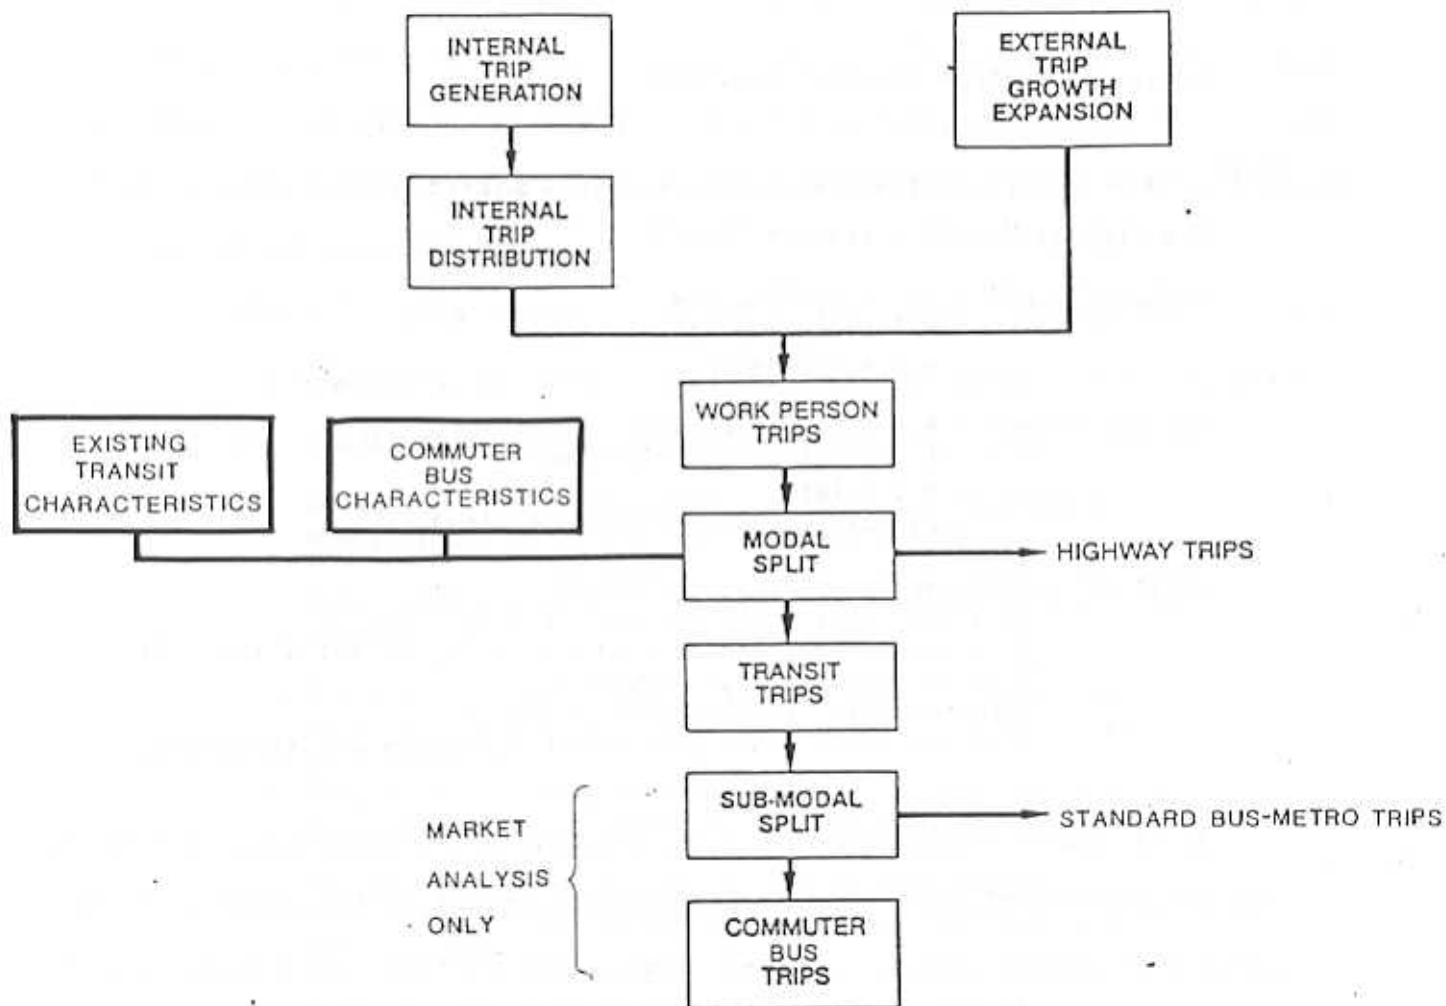 INTERNAL
TRIP
GENERATION
EXTERNAL
TRIP
GROWTH
EXPANSION
INTERNAL
TRIP
DISTRIBUTION
WORK PERSON
TRIPS
EXISTING
TRANSIT
CHARACTERISTICS
COMMUTER
BUS
CHARACTERISTICS
MODAL
SPLIT
HIGHWAY TRIPS
TRANSIT
TRIPS
SUB-MODAL
SPLIT
STANDARD BUS-METRO TRIPS
MARKET
ANALYSIS
ONLY
COMMUTER
BUS
TRIPS